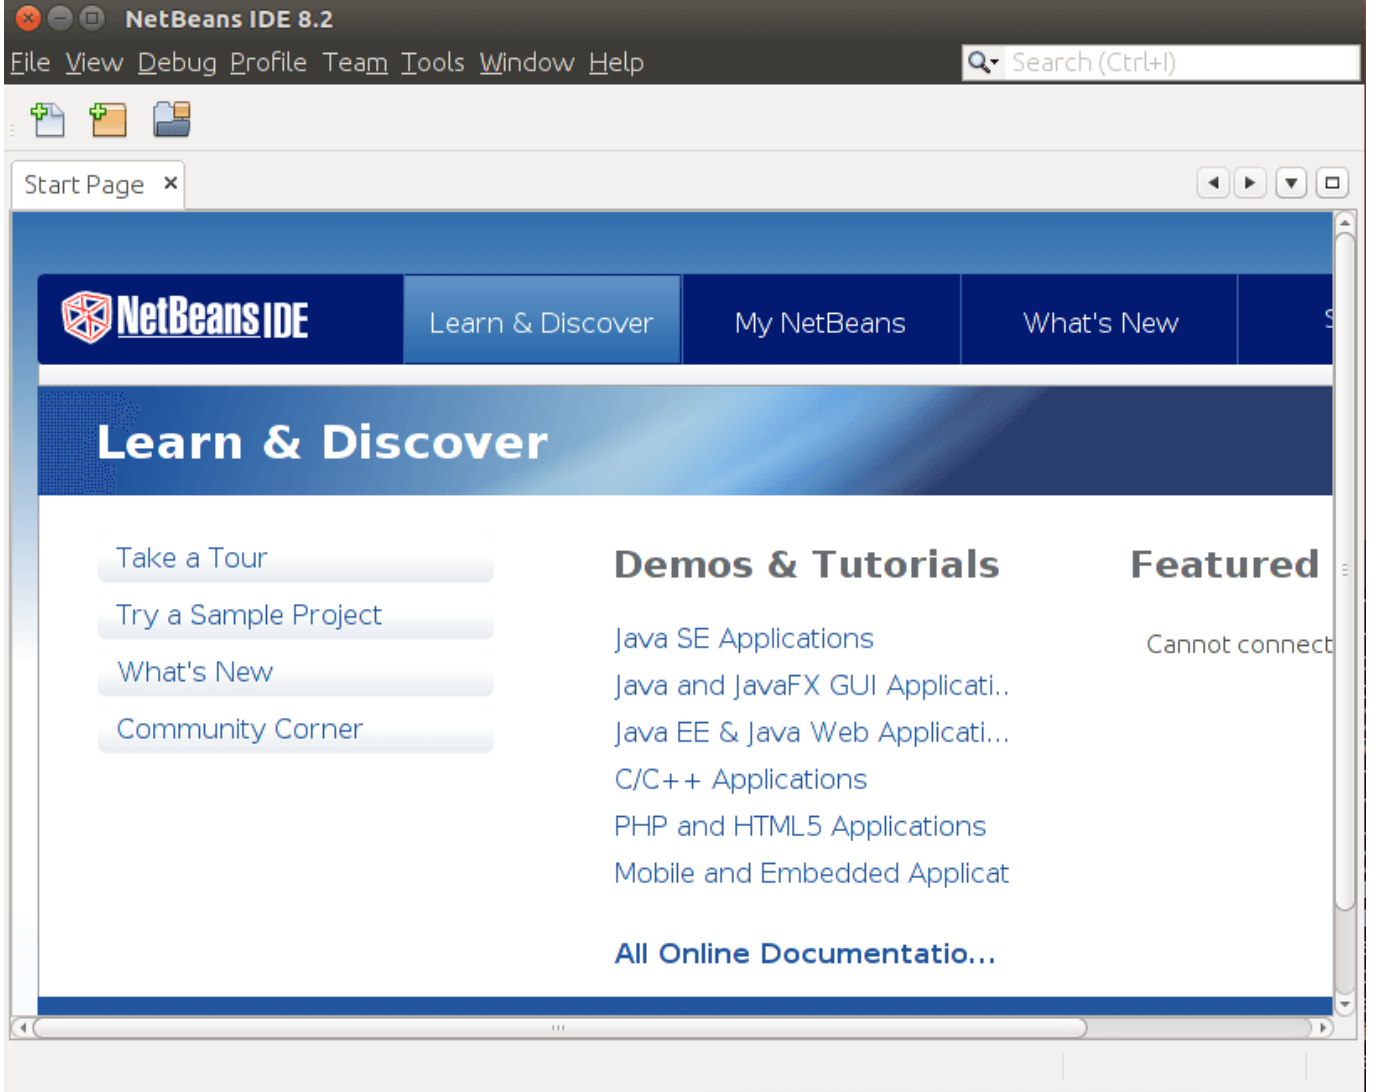 NetBeans IDE 8.2
File View Debug Profile Team Tools Window Help
Search (Ctrl+I)
Start Page
NetBeans IDE
Learn & Discover
My NetBeans
What's New
Learn & Discover
Take a Tour
Try a Sample Project
What's New
Community Corner
Demos & Tutorials
Java SE Applications
Java and JavaFX GUI Applicati..
Java EE & Java Web Applicati...
C/C++ Applications
PHP and HTML5 Applications
Mobile and Embedded Applicat
All Online Documentatio...
Featured
Cannot connect